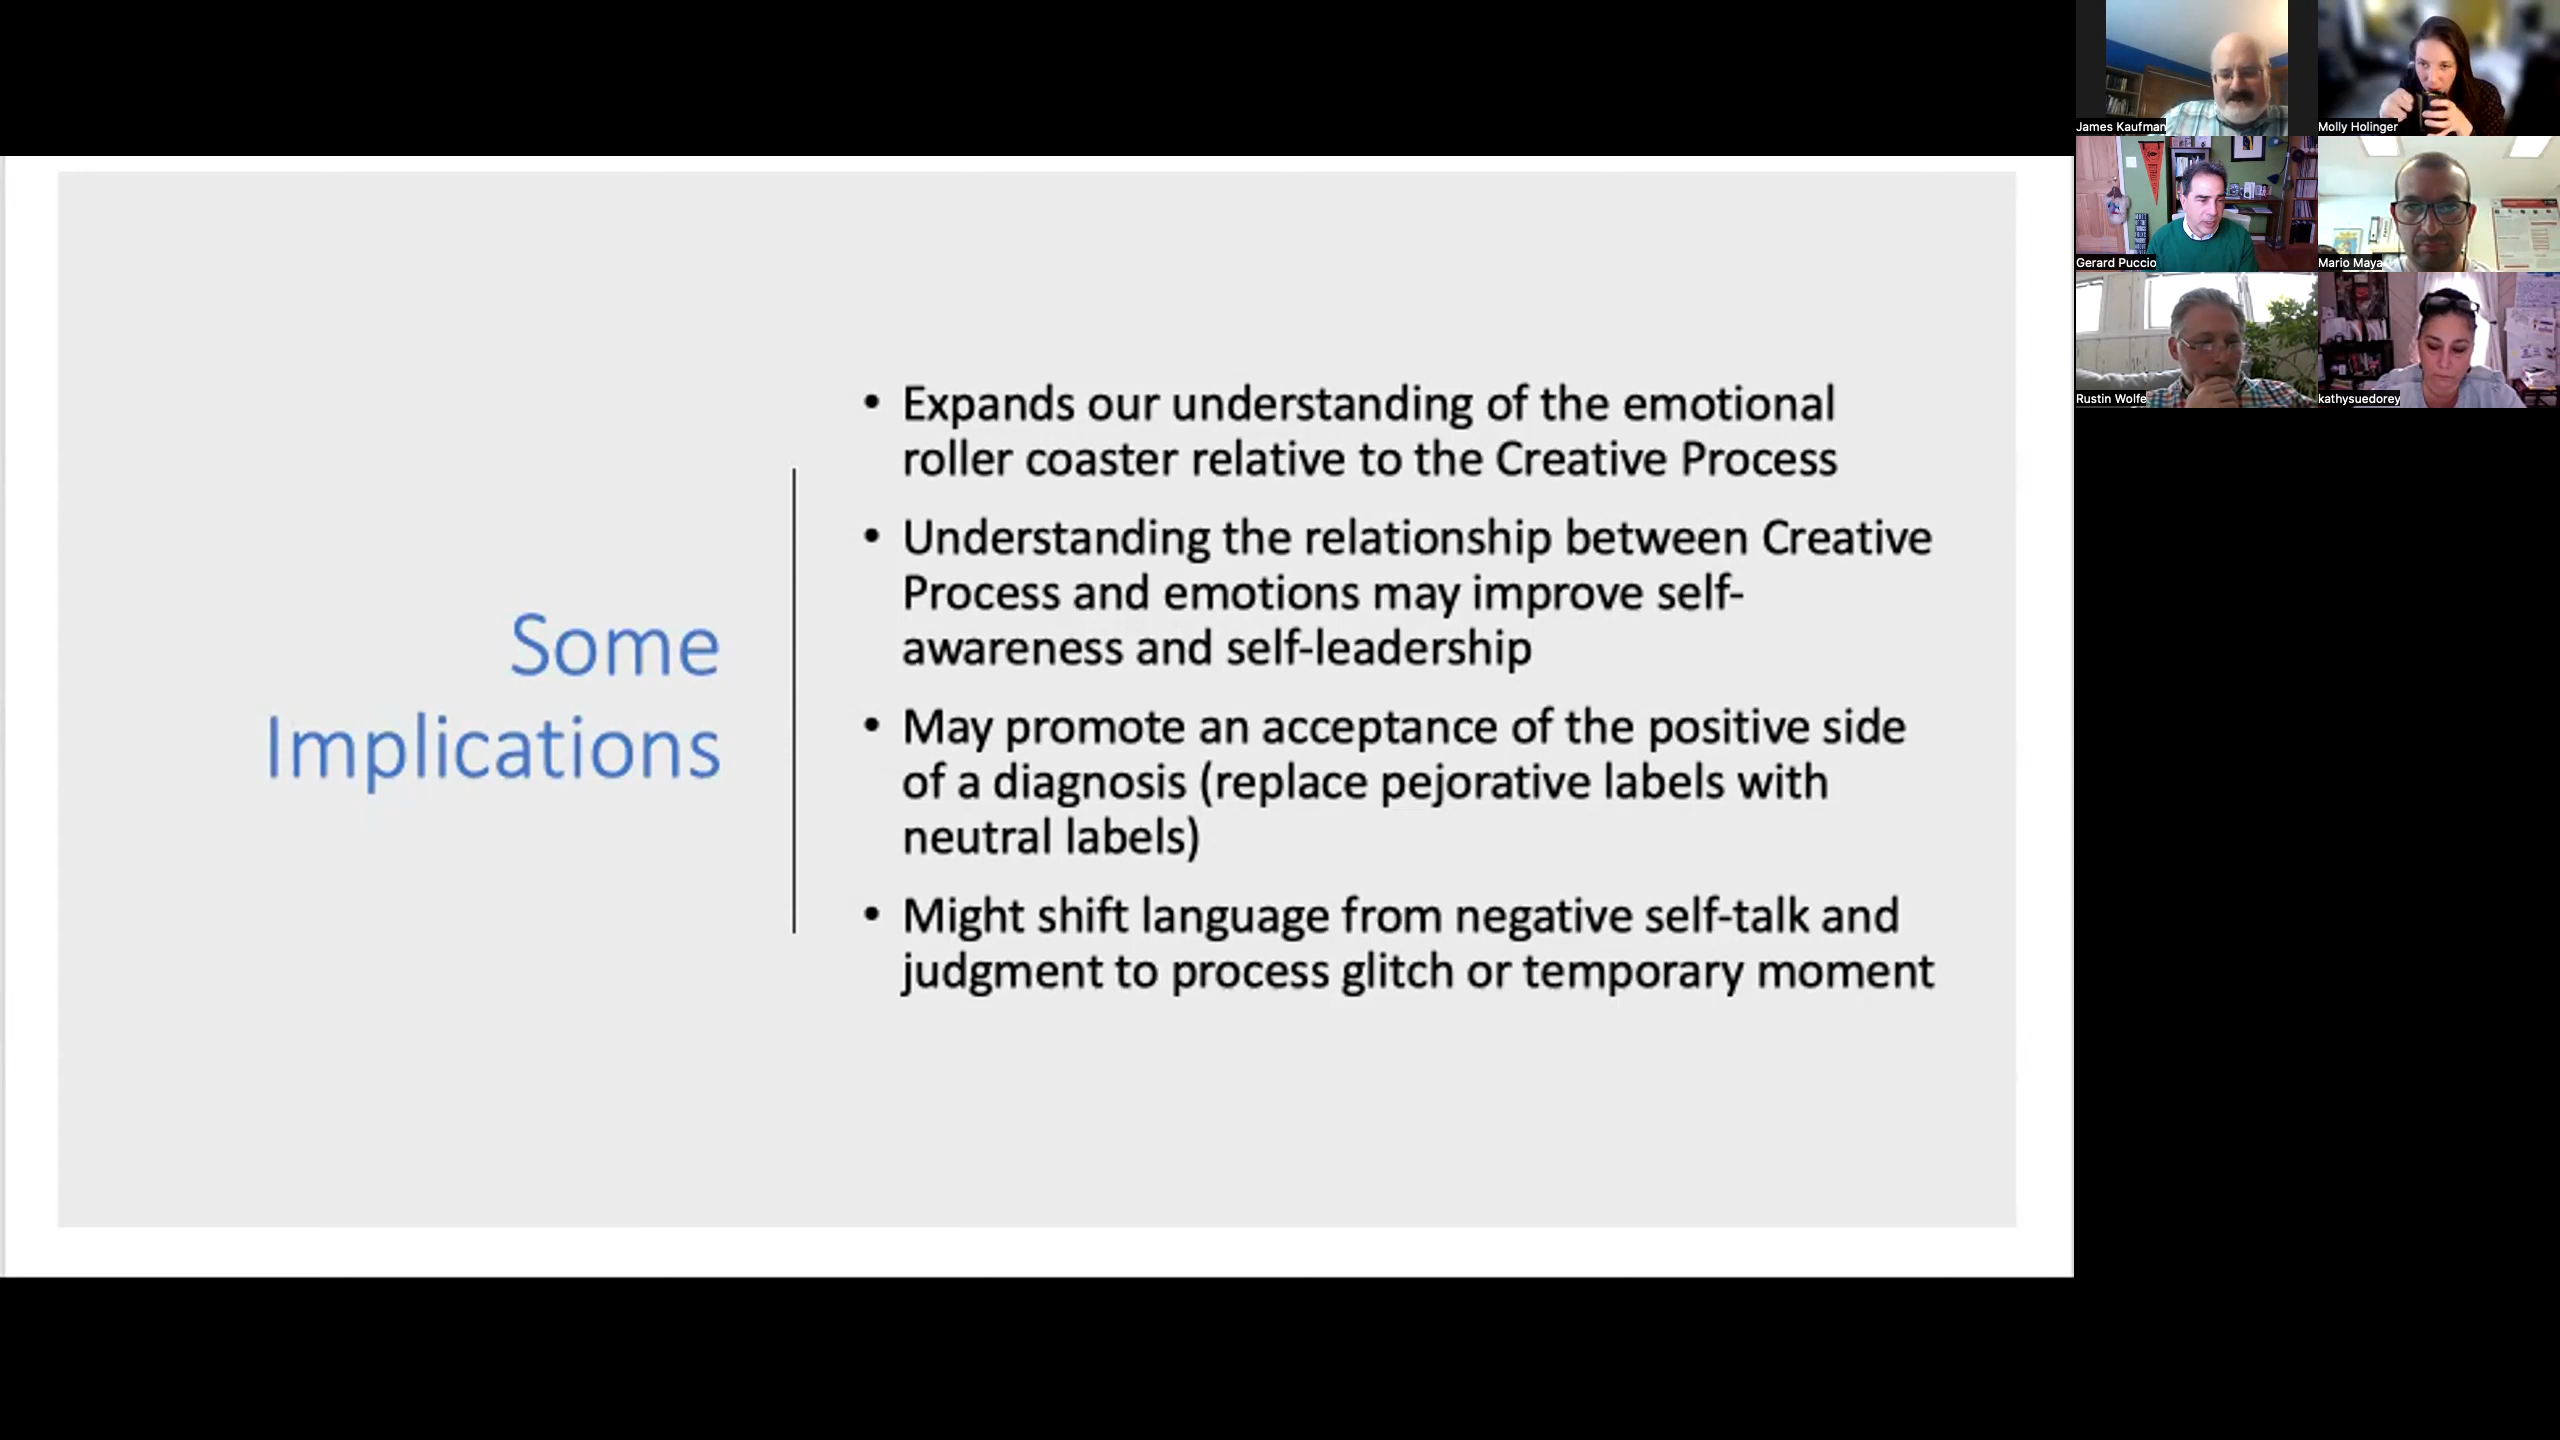 Some
Implications
• Expands our understanding of the emotional
roller coaster relative to the Creative Process
• Understanding the relationship between Creative
Process and emotions may improve self-
awareness and self-leadership
• May promote an acceptance of the positive side
of a diagnosis (replace pejorative labels with
neutral labels)
• Might shift language from negative self-talk and
judgment to process glitch or temporary moment
James Kaufman
Molly Holinger
Gerard Puccio
Mario Maya
Rustin Wolfe
kathysuedorey